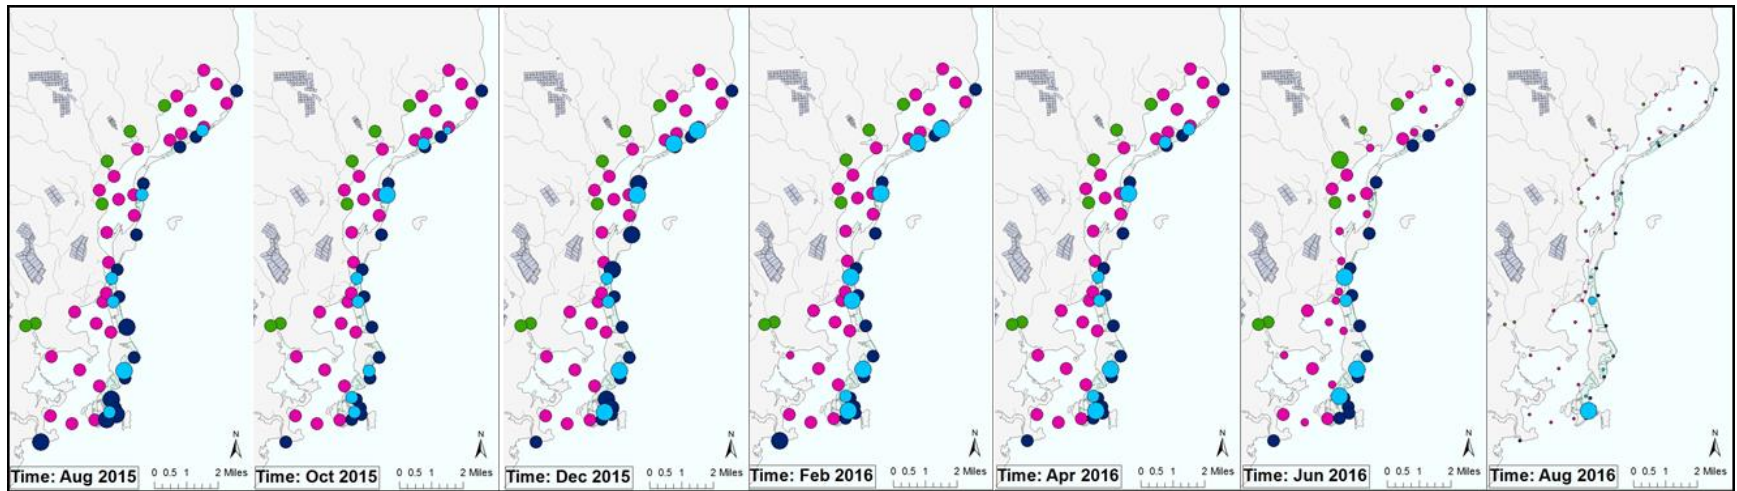 N
Time: Aug 2015 0 0.5 1 2 Miles
N
Time: Oct 2015 0 0.5 1 2 Miles
N
Time: Dec 2015 0 0.5 1 2 Miles
N
Time: Feb 2016 0 0.5 1 2 Miles
N
Time: Apr 2016 0 0.5 1 2 Miles
N
Time: Jun 2016 0 0.5 1 2 Miles
N
Time: Aug 2016 0 0.5 1 2 Miles